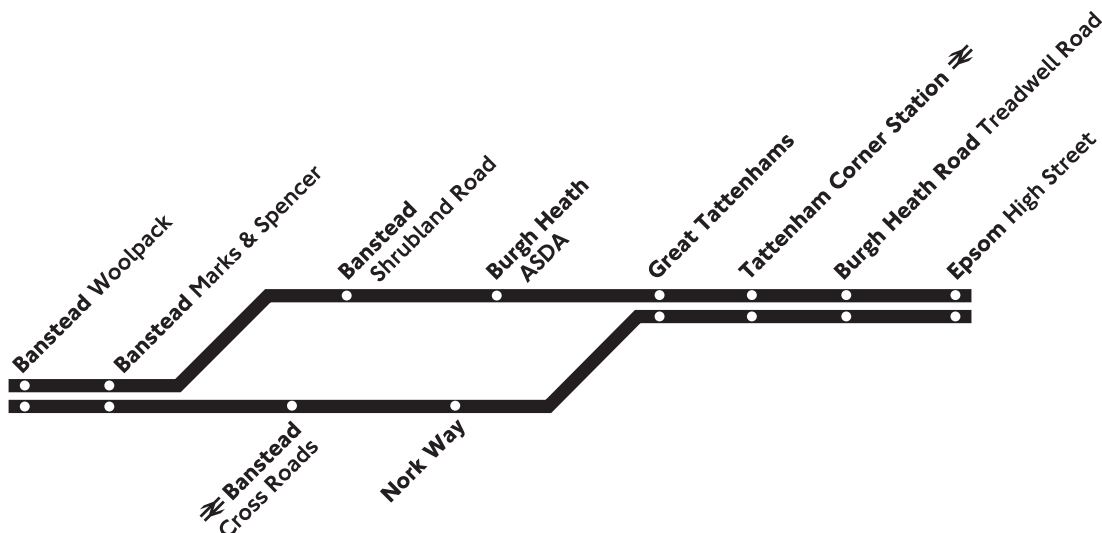 Banstead Woolpack
Banstead Marks & Spencer
Banstead
Shrubland Road
Burgh Heath
ASDA
Great Tattenhams
Tattenham Corner Station
Burgh Heath Road Treadwell Road
Epsom High Street
Banstead
Cross Roads
Nork Way